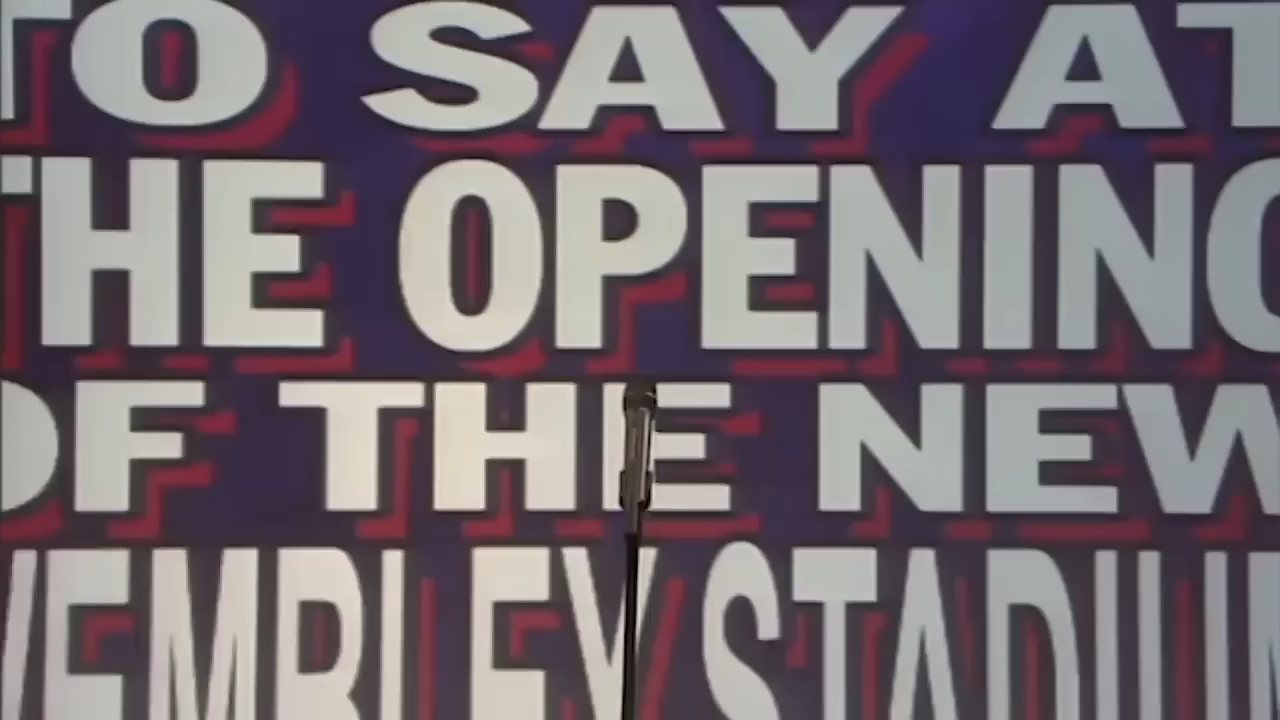 TO SAY AT
THE OPENING
OF THE NEW
WEMBLEY STADIUM